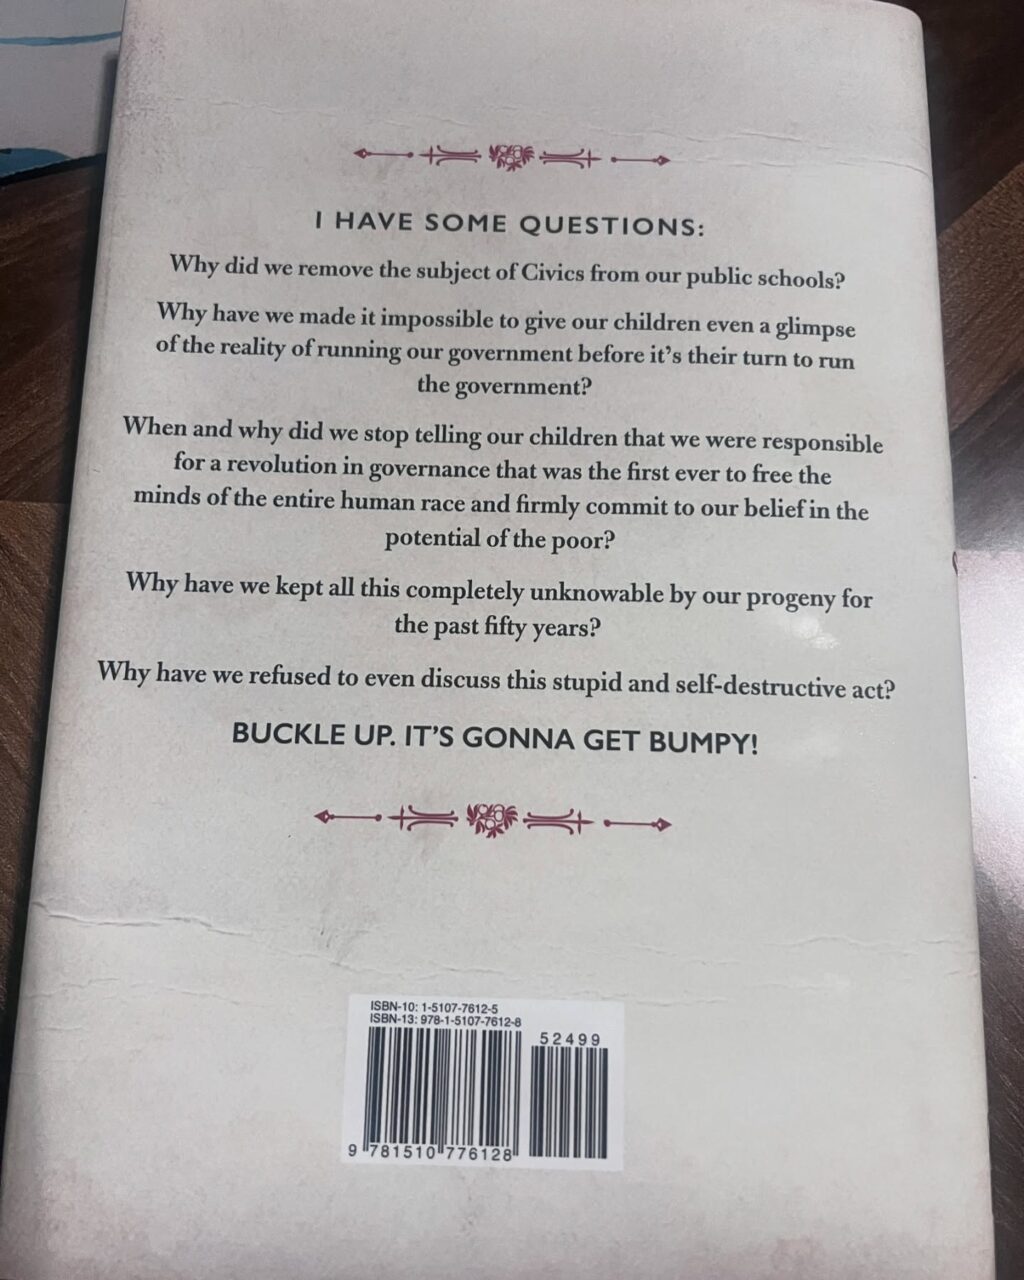 I HAVE SOME QUESTIONS:
Why did we remove the subject of Civics from our public schools?
Why have we made it impossible to give our children even a glimpse
of the reality of running our government before it's their turn to run
the government?
When and why did we stop telling our children that we were responsible
for a revolution in governance that was the first ever to free the
minds of the entire human race and firmly commit to our belief in the
potential of the poor?
Why have we kept all this completely unknowable by our progeny for
the past fifty years?
Why have we refused to even discuss this stupid and self-destructive act?
BUCKLE UP. IT'S GONNA GET BUMPY!
ISBN-10: 1-5107-7612-5
ISBN-13: 978-1-5107-7612-8
52499
9 781510 776128